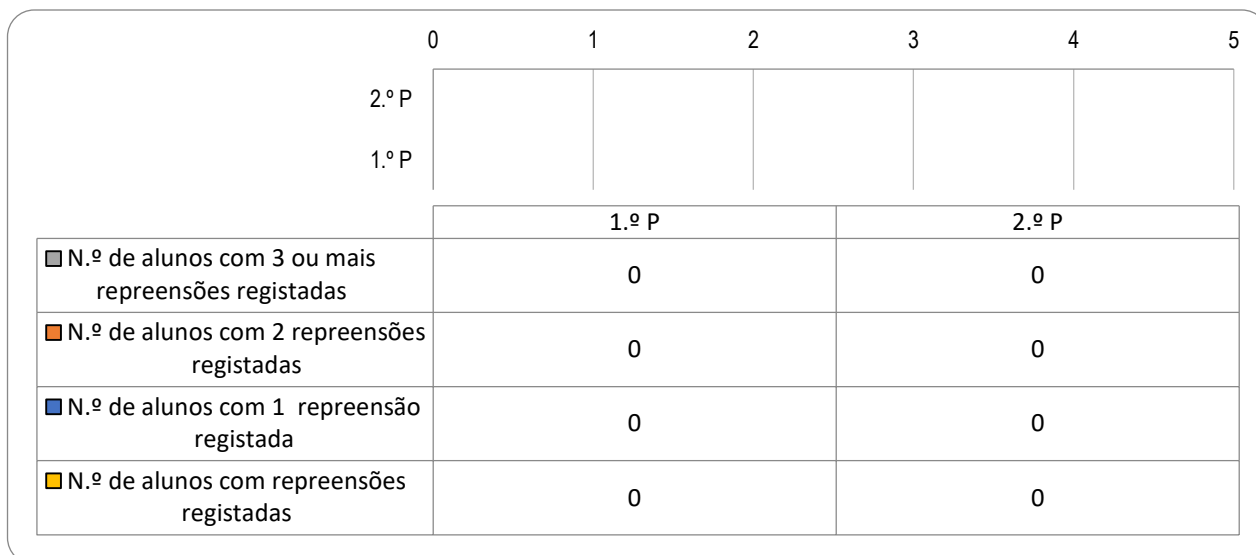 0 1 2 3 4 5
2.º P
1.º P
1.º P 2.º P
N.º de alunos com 3 ou mais
repreensões registadas
0 0
N.º de alunos com 2 repreensões
registadas
0 0
N.º de alunos com 1 repreensão
registada
0 0
N.º de alunos com repreensões
registadas
0 0